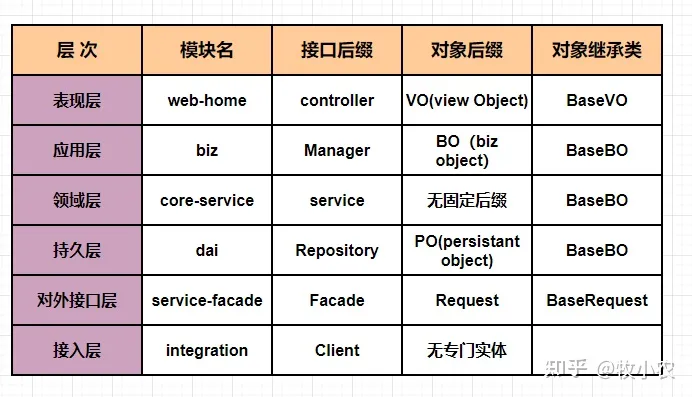 层 次 模块名 接口后缀 对象后缀 对象继承类
表现层 web-home controller VO(view Object) BaseVO
应用层 biz Manager BO（biz
object） BaseBO
领域层 core-service service 无固定后缀 BaseBO
持久层 dai Repository PO(persistant
object) BaseBO
对外接口层 service-facade Facade Request BaseRequest
接入层 integration Client 无专门实体
知乎 @牧小农